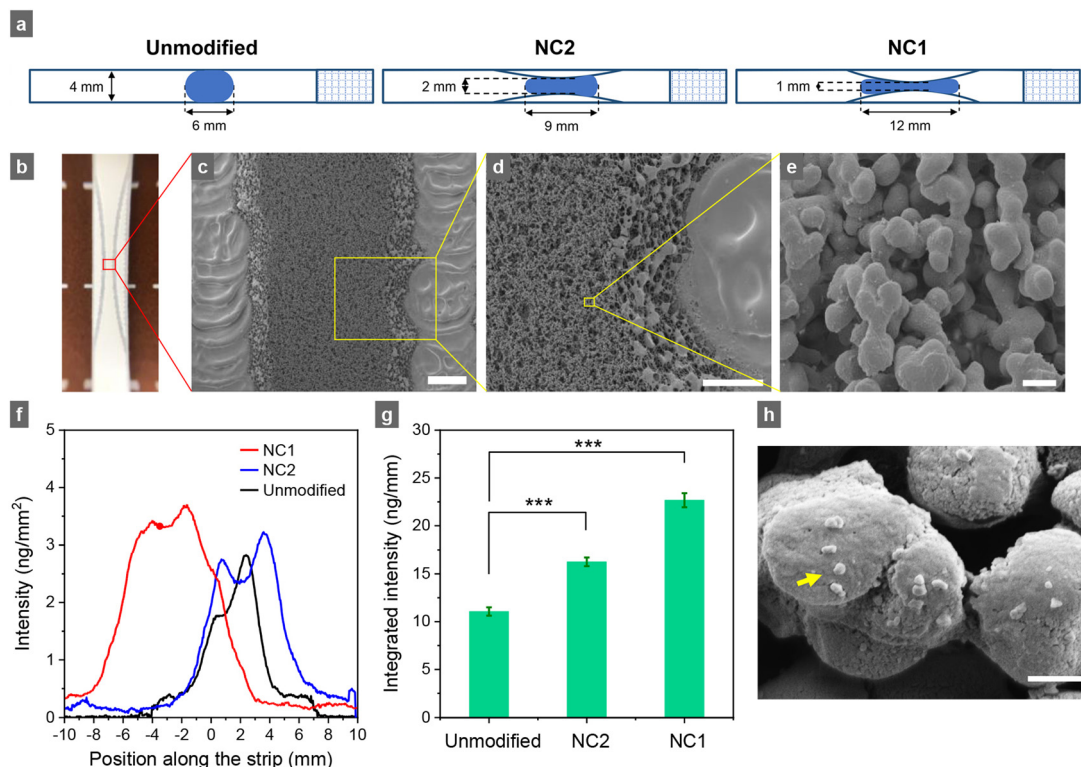 a
Unmodified
NC2
NC1
4 mm
2 mm
1 mm
6 mm
9 mm
12 mm
b
c
d
e
f
g
h
5
4
3
2
1
0
Intensity (ng/mm²)
NC1
NC2
Unmodified
-10 -8 -6 -4 -2 0 2 4 6 8 10
Position along the strip (mm)
30
25
20
15
10
5
0
Integrated intensity (ng/mm)
***
***
Unmodified NC2 NC1